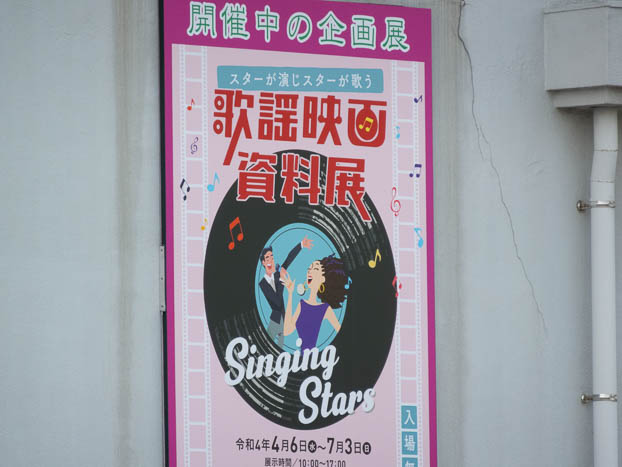 開催中の企画展
スターが演じスターが歌う
歌謡映画
資料展
Singing
Stars
令和4年4月6日水～7月3日日
展示時間／10:00～17:00
入場